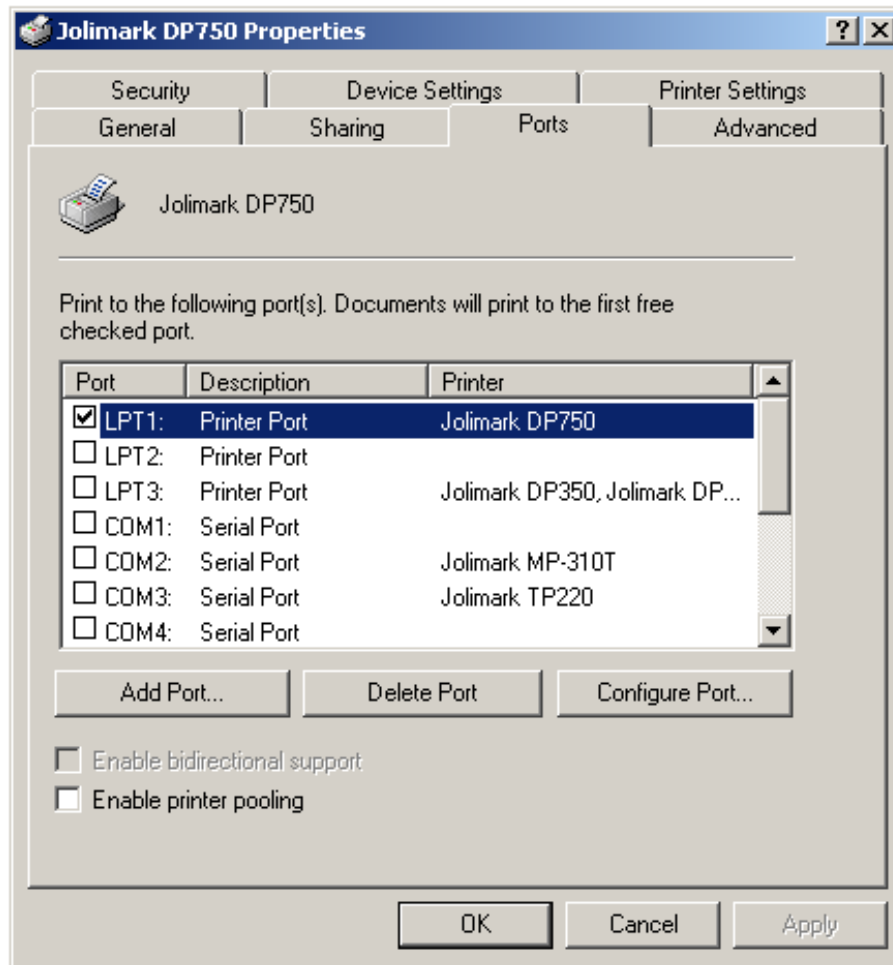 Jolimark DP750 Properties
Security Device Settings Printer Settings
General Sharing Ports Advanced
Jolimark DP750
Print to the following port(s). Documents will print to the first free
checked port.
Port Description Printer
LPT1: Printer Port Jolimark DP750
LPT2: Printer Port
LPT3: Printer Port Jolimark DP350, Jolimark DP...
COM1: Serial Port
COM2: Serial Port Jolimark MP-310T
COM3: Serial Port Jolimark TP220
COM4: Serial Port
Add Port... Delete Port Configure Port...
Enable bidirectional support
Enable printer pooling
OK Cancel Apply